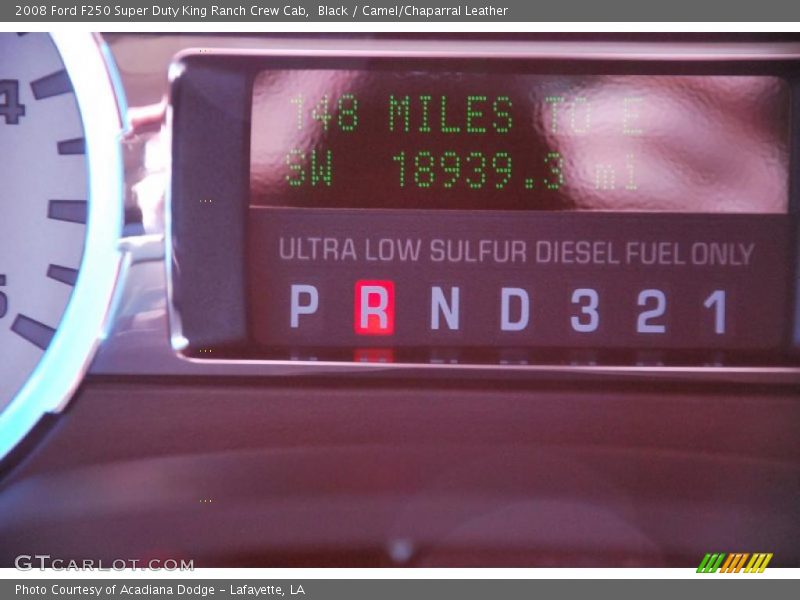 2008 Ford F250 Super Duty King Ranch Crew Cab, Black / Camel/Chaparral Leather
4
148 MILES TO E
SW 18939.3 mi
ULTRA LOW SULFUR DIESEL FUEL ONLY
P R N D 3 2 1
5
GTCARLOT.COM
Photo Courtesy of Acadiana Dodge - Lafayette, LA